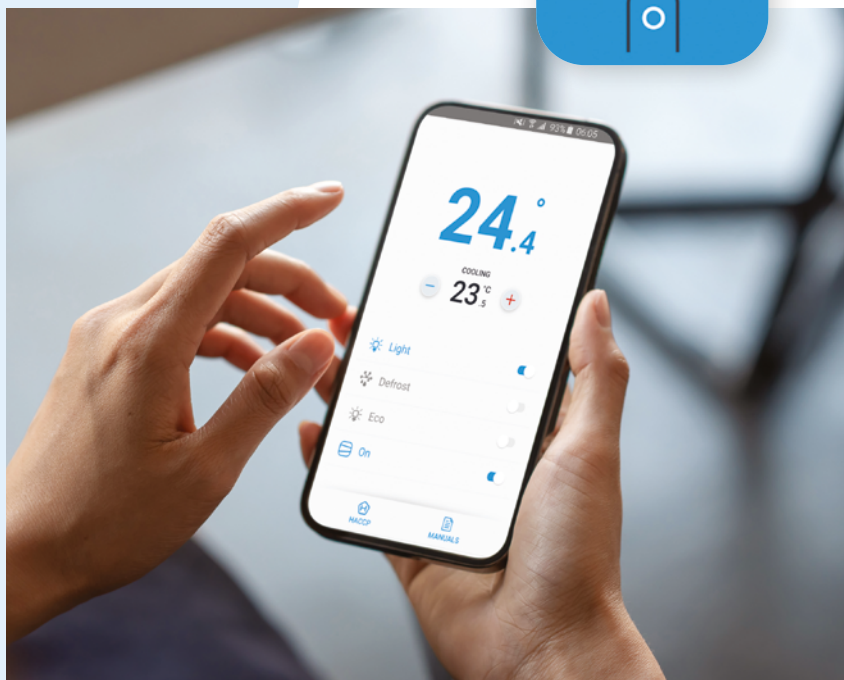 93% 06:05
24.4°
COOLING
23.5 °C
Light
Defrost
Eco
On
HACCP
MANUALS